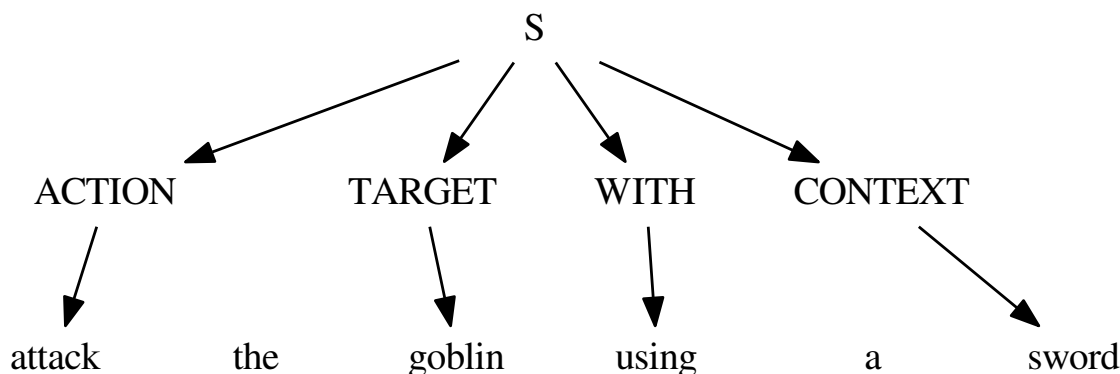 S
ACTION TARGET WITH CONTEXT
attack the goblin using a sword